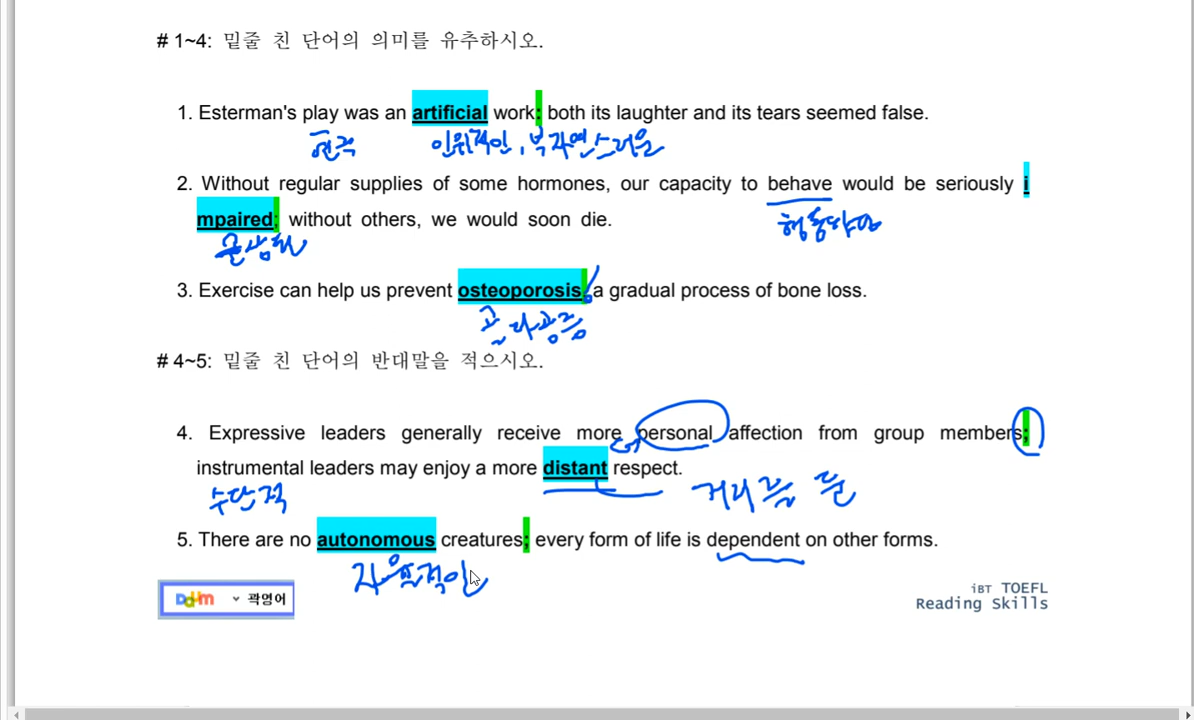 # 1~4: 밑줄 친 단어의 의미를 유추하시오.
1. Esterman's play was an artificial work: both its laughter and its tears seemed false.
인위적인, 부자연스러운
2. Without regular supplies of some hormones, our capacity to behave would be seriously i
mpaired; without others, we would soon die.
행동하는
손상된
3. Exercise can help us prevent osteoporosis, a gradual process of bone loss.
골다공증
# 4~5: 밑줄 친 단어의 반대말을 적으시오.
4. Expressive leaders generally receive more personal affection from group members;
instrumental leaders may enjoy a more distant respect.
수단적 거리를 둔
5. There are no autonomous creatures; every form of life is dependent on other forms.
자율적인
Daum 곽영어
iBT TOEFL
Reading Skills